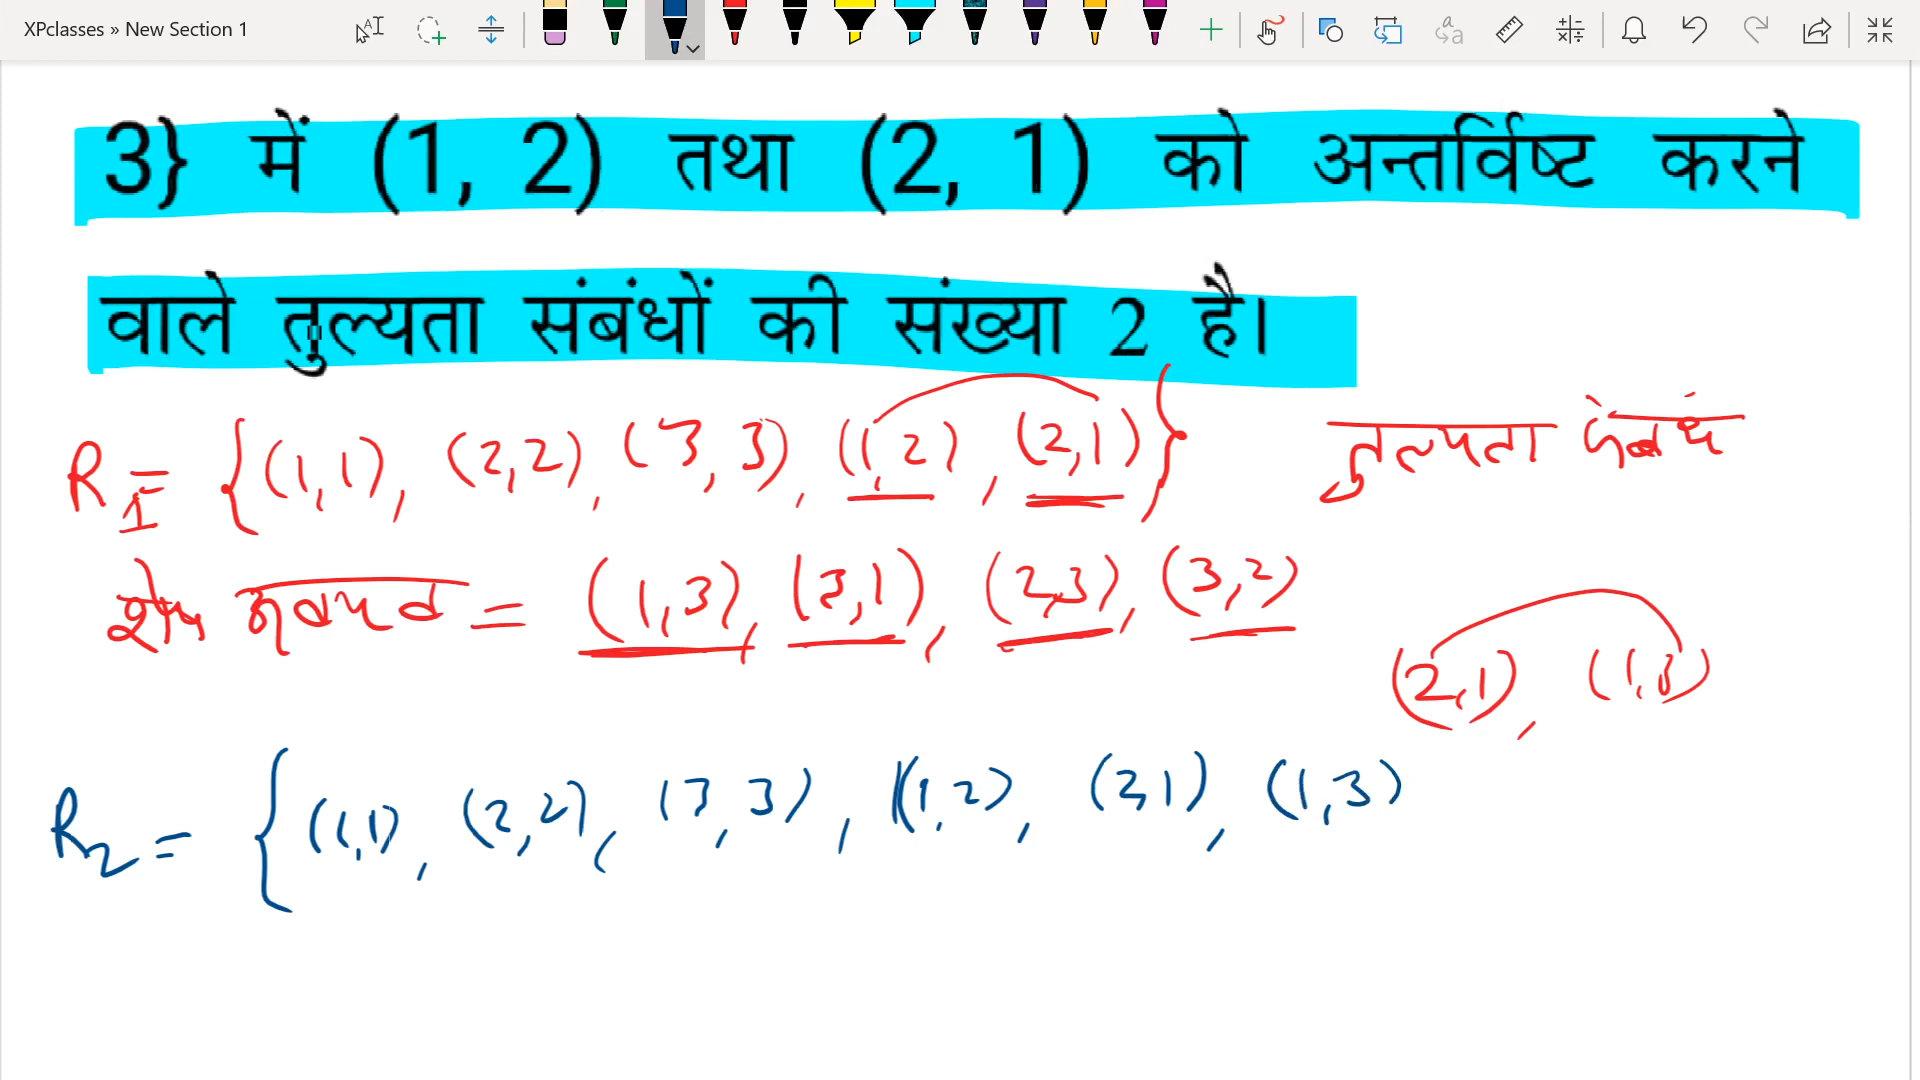 XPclasses » New Section 1
3} में (1, 2) तथा (2, 1) को अन्तर्विष्ट करने
वाले तुल्यता संबंधों की संख्या 2 है।
R1 = {(1,1), (2,2), (3,3), (1,2), (2,1)} तुल्यता संबंध
शेष अवयव = (1,3), (3,1), (2,3), (3,2)
(2,1), (1,3)
R2 = {(1,1), (2,2), (3,3), (1,2), (2,1), (1,3)